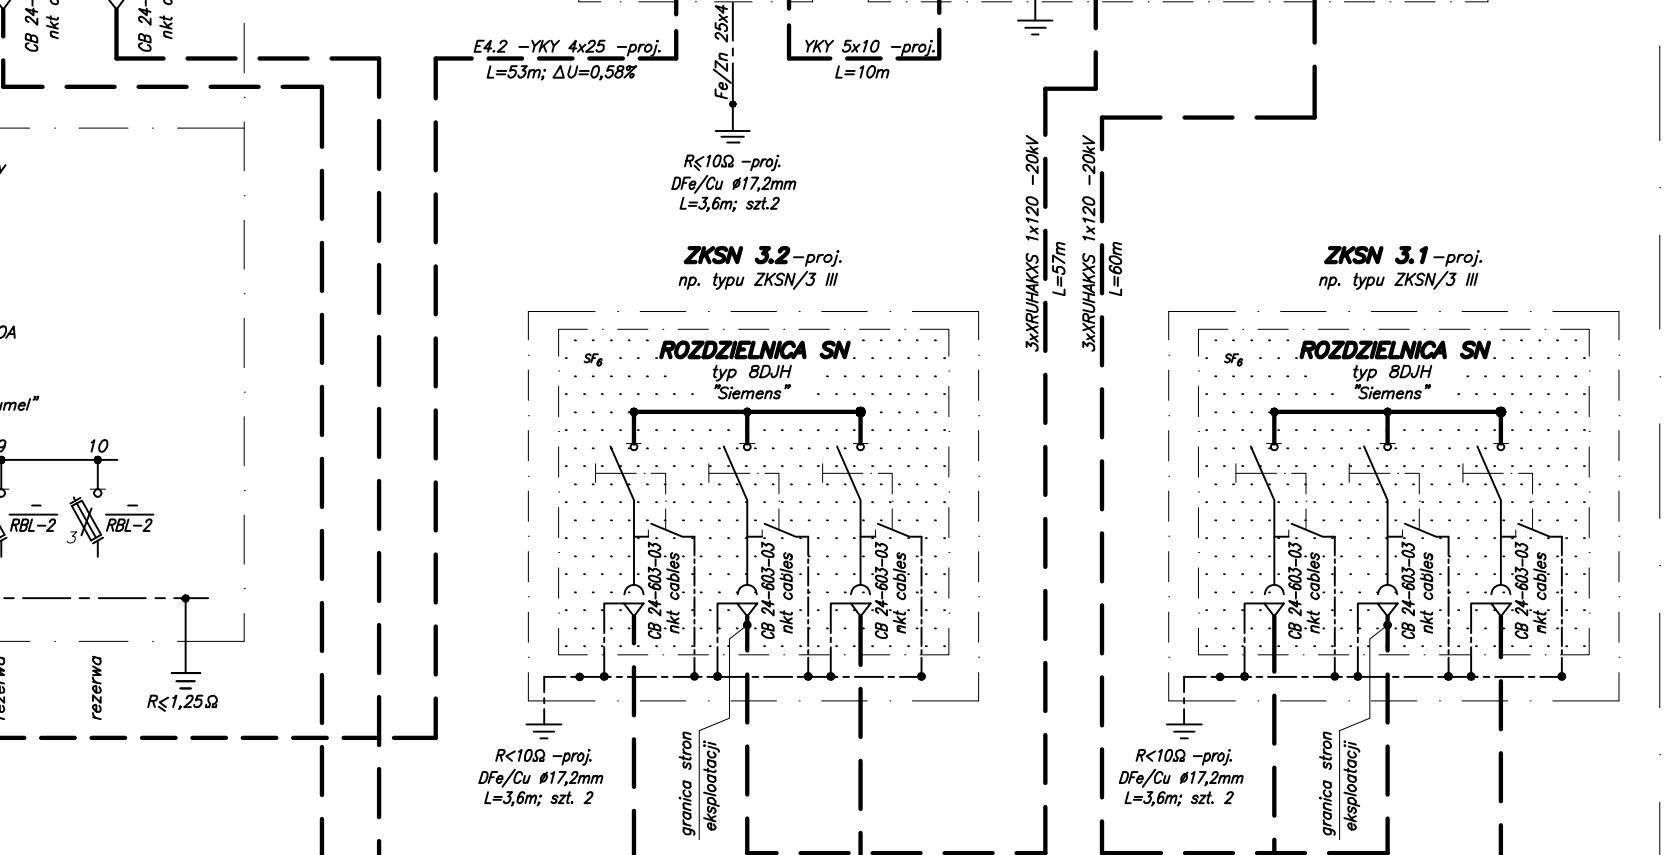 CB 24-
nkt
CB 24-
nkt
E4.2 -YKY 4x25 -proj.
L=53m; ΔU=0,58%
Fe/Zn 25x4
YKY 5x10 -proj.
L=10m
R≤10Ω -proj.
DFe/Cu ø17,2mm
L=3,6m; szt.2
3xXRUHAKXS 1x120 -20kV
L=57m
3xXRUHAKXS 1x120 -20kV
L=60m
ZKSN 3.2 -proj.
np. typu ZKSN/3 III
SF6
ROZDZIELNICA SN
typ 8DJH
"Siemens"
CB 24-603-03
nkt cables
CB 24-603-03
nkt cables
CB 24-603-03
nkt cables
R<10Ω -proj.
DFe/Cu ø17,2mm
L=3,6m; szt. 2
granica stron
eksploatacji
ZKSN 3.1 -proj.
np. typu ZKSN/3 III
SF6
ROZDZIELNICA SN
typ 8DJH
"Siemens"
CB 24-603-03
nkt cables
CB 24-603-03
nkt cables
CB 24-603-03
nkt cables
R<10Ω -proj.
DFe/Cu ø17,2mm
L=3,6m; szt. 2
granica stron
eksploatacji
0A
umel"
9
10
RBL-2
3
RBL-2
rezerwa
rezerwa
R≤1,25Ω